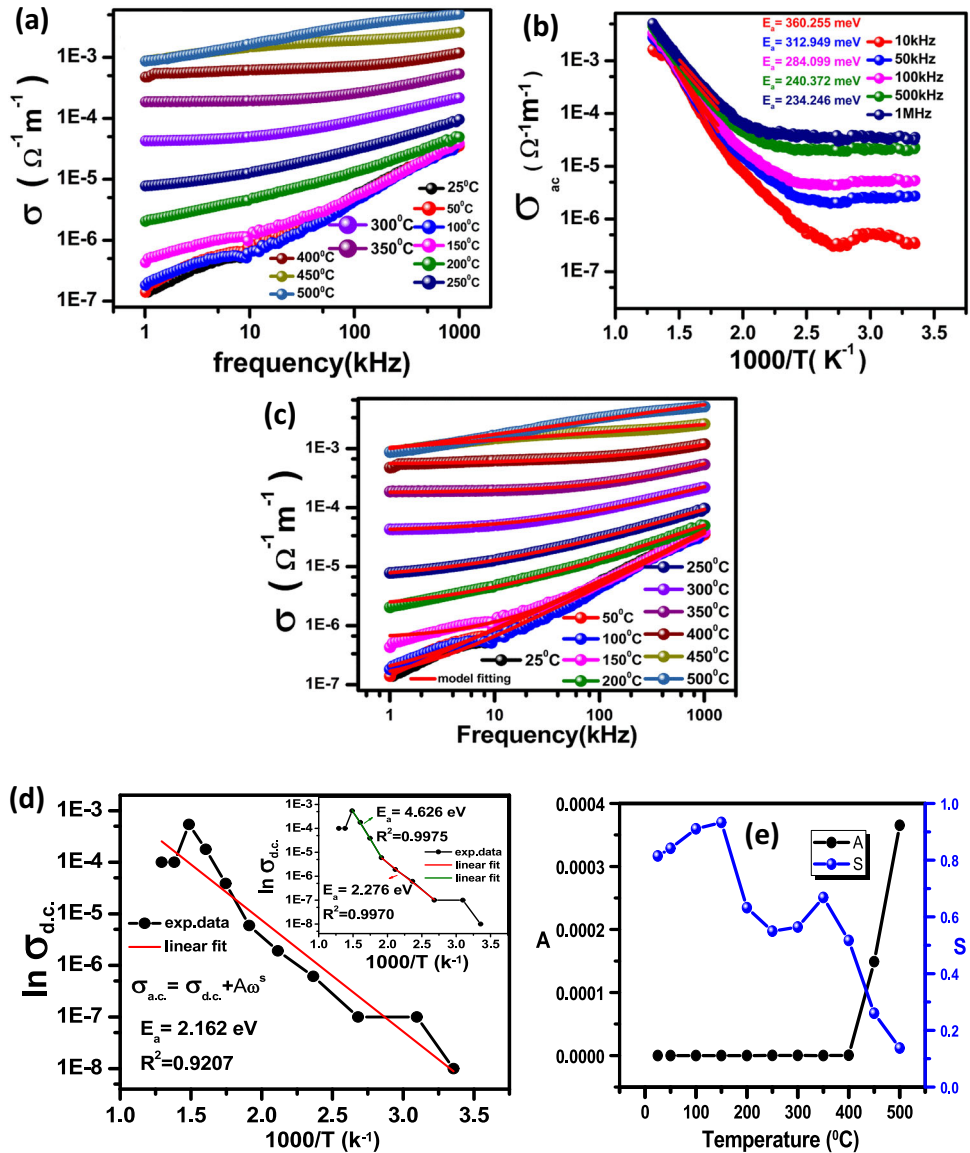 (a)
σ ( Ω⁻¹m⁻¹)
1E-3
1E-4
1E-5
1E-6
1E-7
25⁰C
50⁰C
300⁰C
100⁰C
350⁰C
150⁰C
400⁰C
200⁰C
450⁰C
250⁰C
500⁰C
1
10
100
1000
frequency(kHz)
(b)
σ_ac (Ω⁻¹m⁻¹)
1E-3
1E-4
1E-5
1E-6
1E-7
E_a= 360.255 meV
E_a= 312.949 meV
E_a= 284.099 meV
E_a= 240.372 meV
E_a= 234.246 meV
10kHz
50kHz
100kHz
500kHz
1MHz
1.0
1.5
2.0
2.5
3.0
3.5
1000/T( K⁻¹)
(c)
σ ( Ω⁻¹m⁻¹)
1E-3
1E-4
1E-5
1E-6
1E-7
250⁰C
300⁰C
350⁰C
50⁰C
400⁰C
100⁰C
450⁰C
25⁰C
150⁰C
500⁰C
200⁰C
model fitting
1
10
100
1000
Frequency(kHz)
(d)
ln σ_d.c.
1E-3
1E-4
1E-5
1E-6
1E-7
1E-8
exp.data
linear fit
σ_a.c.= σ_d.c.+Aω^s
E_a = 2.162 eV
R²=0.9207
1.0
1.5
2.0
2.5
3.0
3.5
1000/T (k⁻¹)
ln σ_d.c.
1E-3
1E-4
1E-5
1E-6
1E-7
1E-8
E_a = 4.626 eV
R²=0.9975
exp.data
linear fit
linear fit
E_a = 2.276 eV
R²=0.9970
1.0
1.5
2.0
2.5
3.0
3.5
1000/T (k⁻¹)
(e)
A
0.0004
0.0003
0.0002
0.0001
0.0000
A
S
1.0
0.8
0.6
0.4
0.2
0.0
S
0
100
200
300
400
500
Temperature (⁰C)